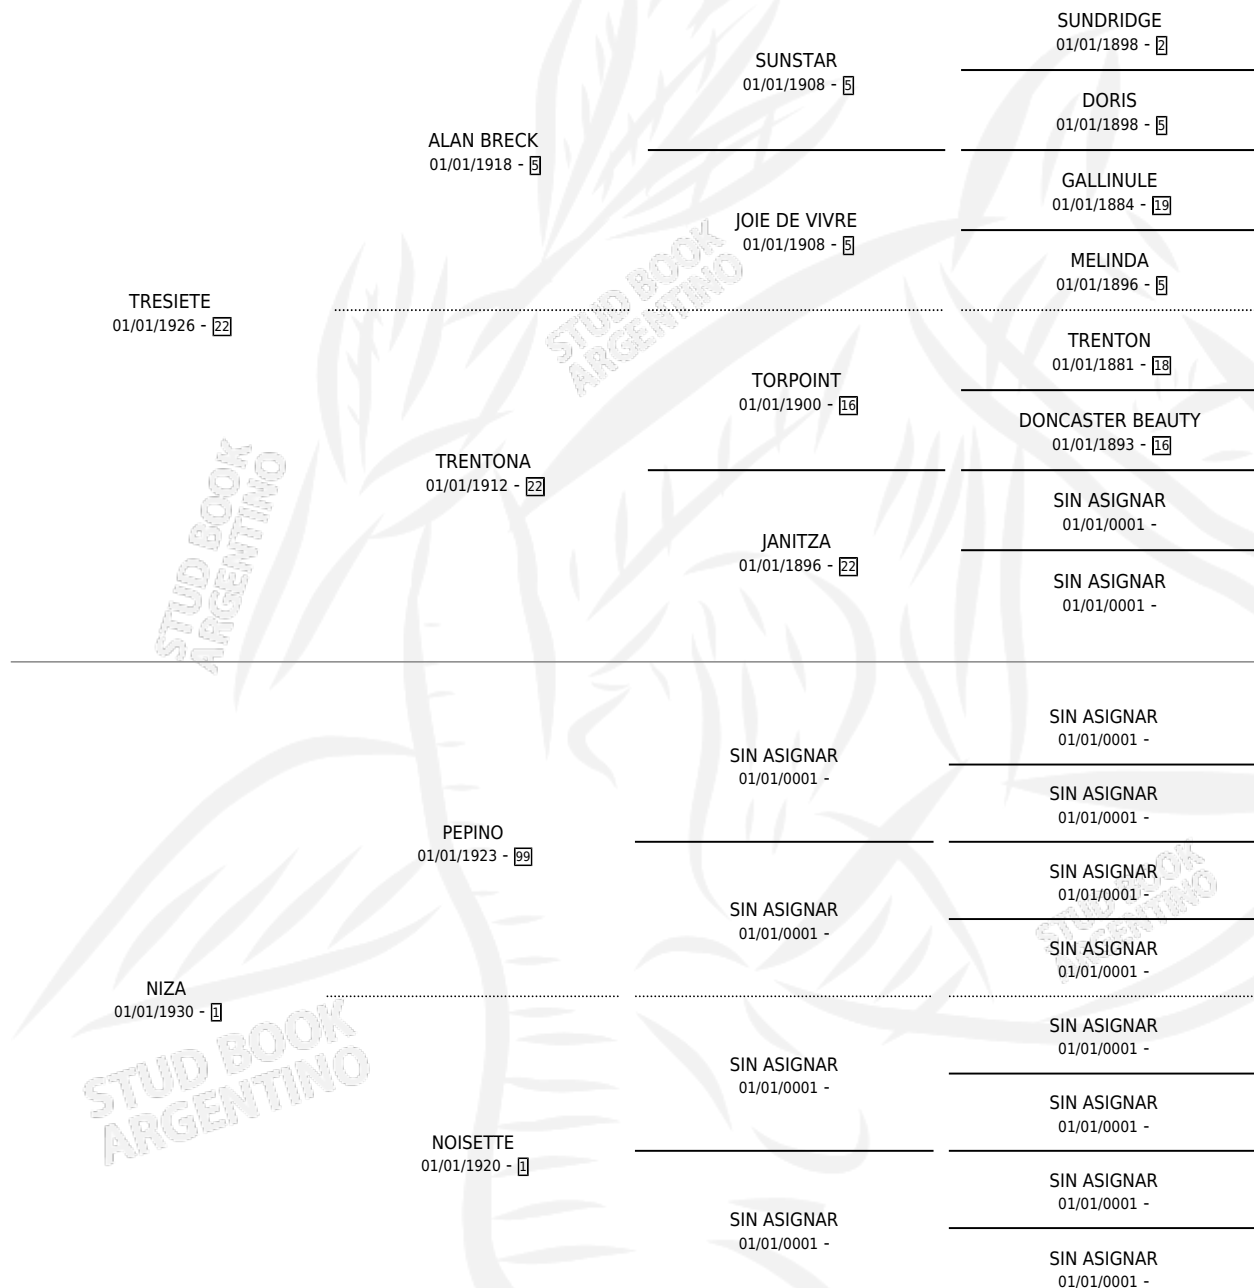 SUNDRIDGE
01/01/1898 - 2
SUNSTAR
01/01/1908 - 5
DORIS
01/01/1898 - 5
ALAN BRECK
01/01/1918 - 5
GALLINULE
01/01/1884 - 19
JOIE DE VIVRE
01/01/1908 - 5
MELINDA
01/01/1896 - 5
TRESIETE
01/01/1926 - 22
TRENTON
01/01/1881 - 18
TORPOINT
01/01/1900 - 16
DONCASTER BEAUTY
01/01/1893 - 16
TRENTONA
01/01/1912 - 22
SIN ASIGNAR
01/01/0001 -
JANITZA
01/01/1896 - 22
SIN ASIGNAR
01/01/0001 -
SIN ASIGNAR
01/01/0001 -
SIN ASIGNAR
01/01/0001 -
SIN ASIGNAR
01/01/0001 -
PEPINO
01/01/1923 - 99
SIN ASIGNAR
01/01/0001 -
SIN ASIGNAR
01/01/0001 -
SIN ASIGNAR
01/01/0001 -
NIZA
01/01/1930 - 1
SIN ASIGNAR
01/01/0001 -
SIN ASIGNAR
01/01/0001 -
SIN ASIGNAR
01/01/0001 -
NOISETTE
01/01/1920 - 1
SIN ASIGNAR
01/01/0001 -
SIN ASIGNAR
01/01/0001 -
SIN ASIGNAR
01/01/0001 -
STUD BOOK
ARGENTINO
STUD BOOK
ARGENTINO
STUD BOOK
ARGENTINO
STUD BOOK
ARGENTINO